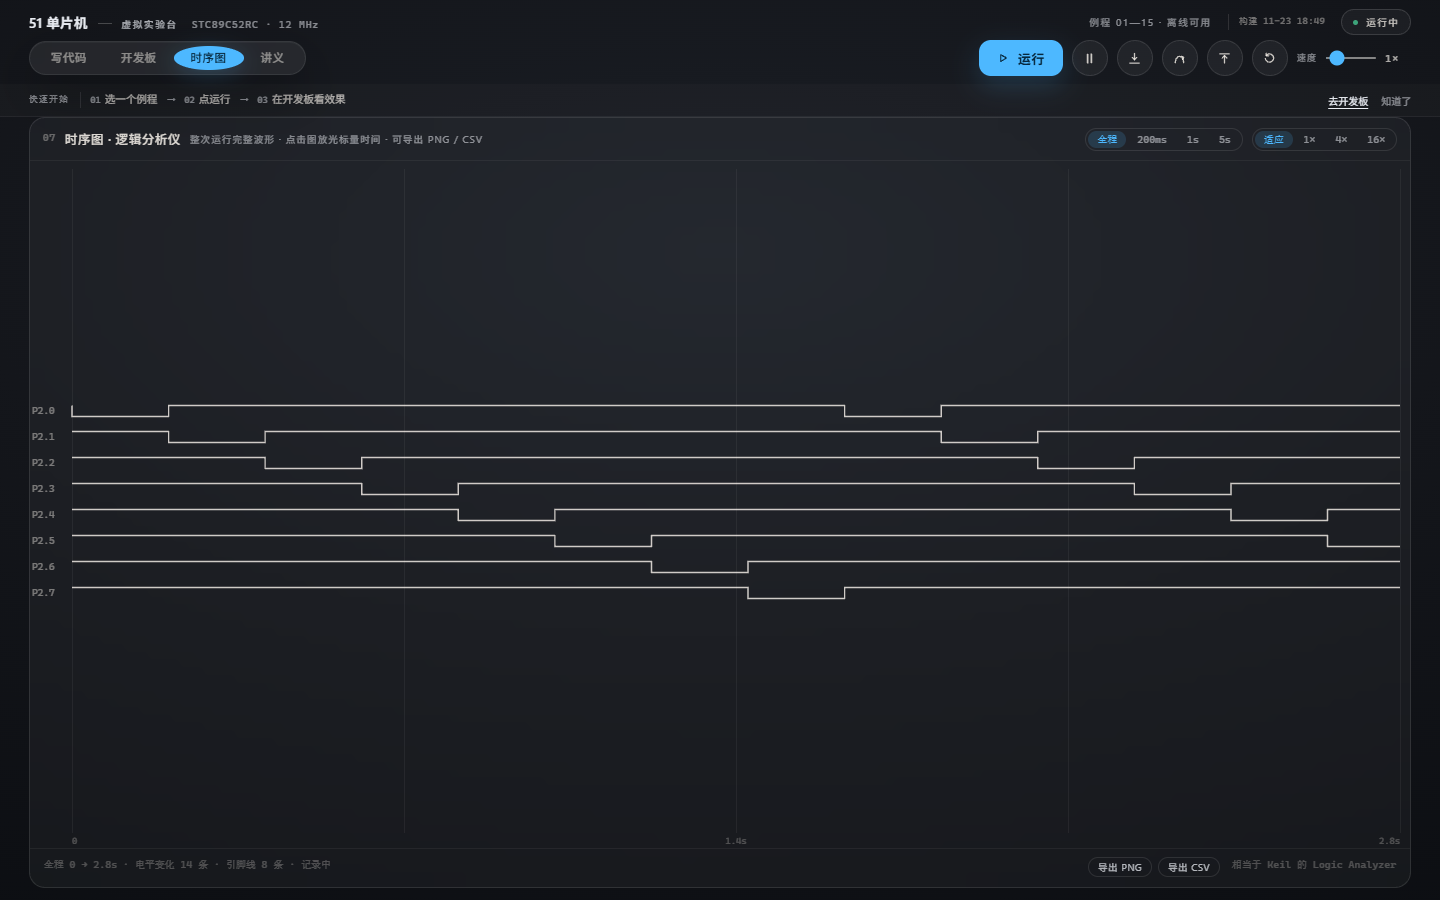 51 单片机 — 虚拟实验台 STC89C52RC · 12 MHz
例程 01—15 · 离线可用 构建 11-23 18:49 运行中
写代码 开发板 时序图 讲义
运行 速度 1×
快速开始 01 选一个例程 → 02 点运行 → 03 在开发板看效果
去开发板 知道了
07 时序图 · 逻辑分析仪 整次运行完整波形 · 点击图放光标量时间 · 可导出 PNG / CSV
全程 200ms 1s 5s 适应 1× 4× 16×
P2.0
P2.1
P2.2
P2.3
P2.4
P2.5
P2.6
P2.7
0 1.4s 2.8s
全程 0 → 2.8s · 电平变化 14 条 · 引脚线 8 条 · 记录中
导出 PNG 导出 CSV 相当于 Keil 的 Logic Analyzer